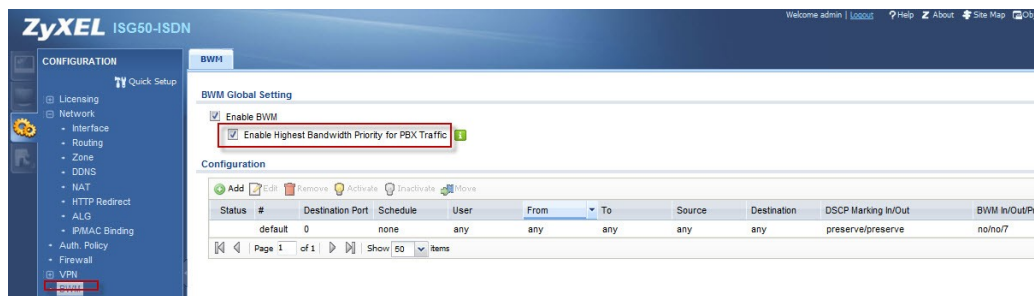 ZyXEL ISG50-ISDN
Welcome admin | Logout ?Help Z About Site Map Ob
CONFIGURATION
Quick Setup
Licensing
Network
Interface
Routing
Zone
DDNS
NAT
HTTP Redirect
ALG
IP/MAC Binding
Auth. Policy
Firewall
VPN
BWM
BWM
BWM Global Setting
Enable BWM
Enable Highest Bandwidth Priority for PBX Traffic
Configuration
Add Edit Remove Activate Inactivate Move
Status # Destination Port Schedule User From To Source Destination DSCP Marking In/Out BWM In/Out/Pr
default 0 none any any any any any preserve/preserve no/no/7
Page 1 of 1 Show 50 items